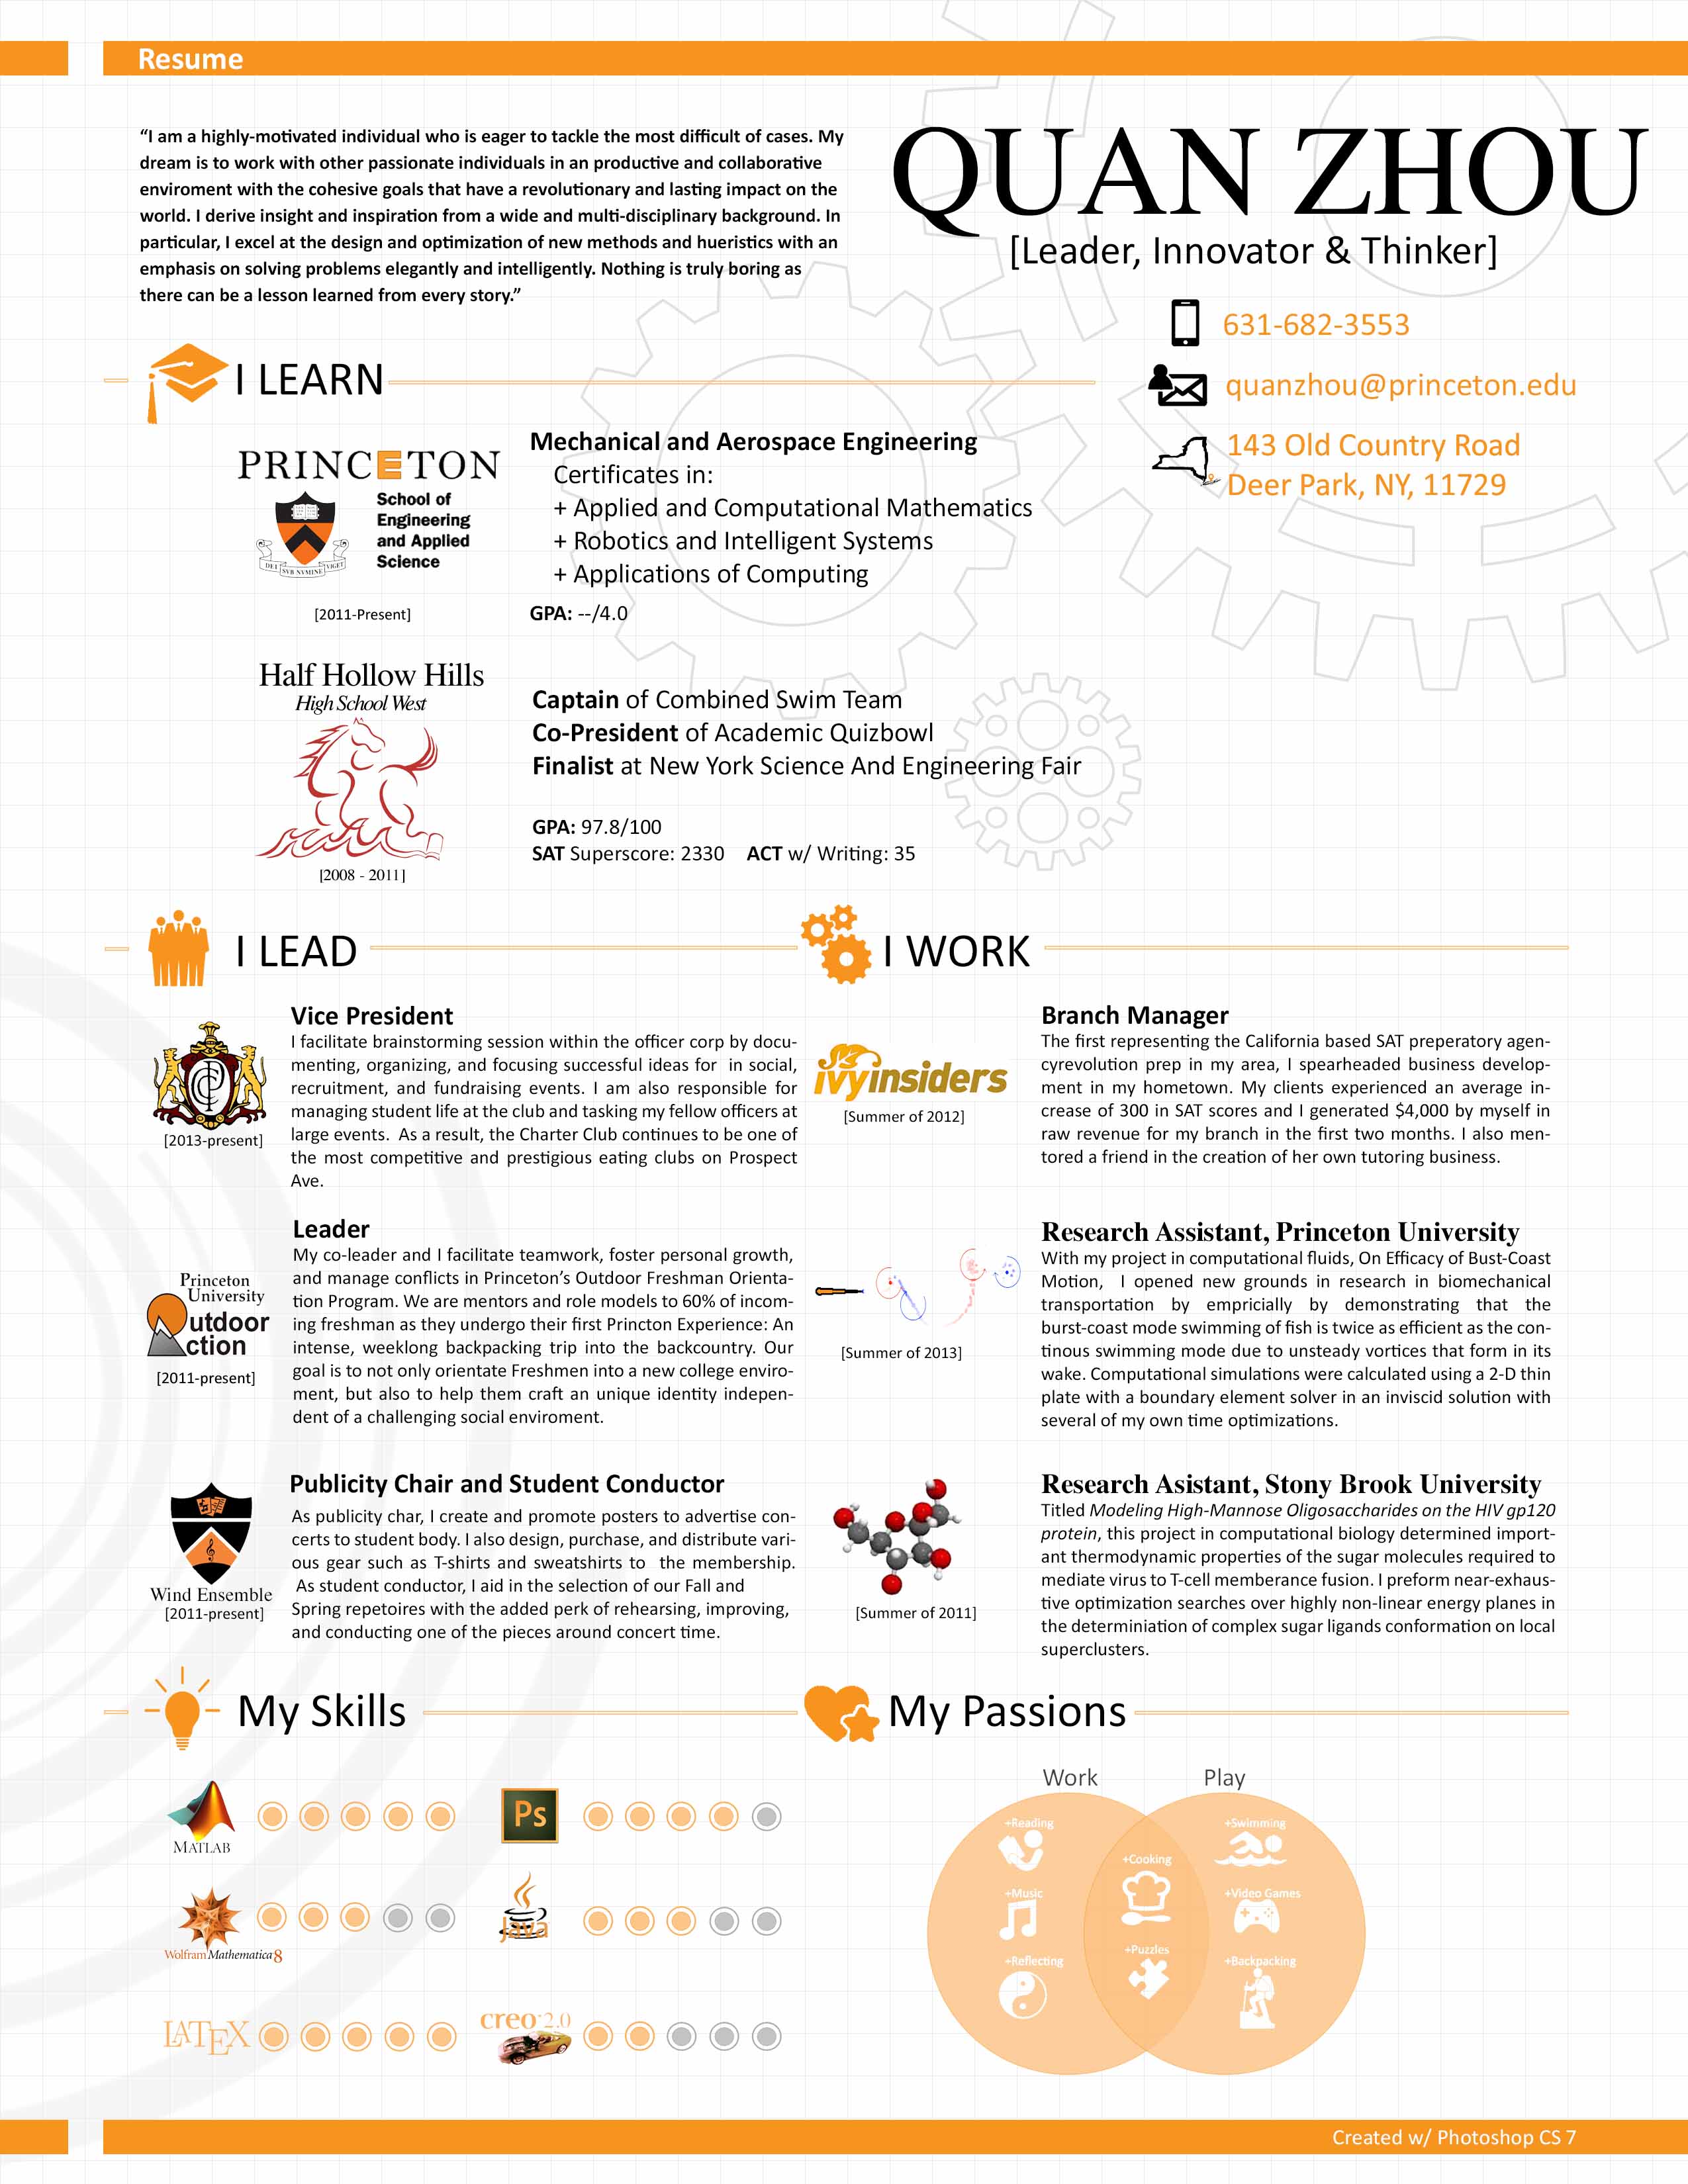 Resume
“I am a highly-motivated individual who is eager to tackle the most difficult of cases. My
dream is to work with other passionate individuals in an productive and collaborative
enviroment with the cohesive goals that have a revolutionary and lasting impact on the
world. I derive insight and inspiration from a wide and multi-disciplinary background. In
particular, I excel at the design and optimization of new methods and hueristics with an
emphasis on solving problems elegantly and intelligently. Nothing is truly boring as
there can be a lesson learned from every story.”
QUAN ZHOU
[Leader, Innovator & Thinker]
631-682-3553
quanzhou@princeton.edu
143 Old Country Road
Deer Park, NY, 11729
I LEARN
PRINCETON
School of
Engineering
and Applied
Science
DEI SVB NVMINE VIGET
[2011-Present]
Mechanical and Aerospace Engineering
Certificates in:
+ Applied and Computational Mathematics
+ Robotics and Intelligent Systems
+ Applications of Computing
GPA: --/4.0
Half Hollow Hills
High School West
[2008 - 2011]
Captain of Combined Swim Team
Co-President of Academic Quizbowl
Finalist at New York Science And Engineering Fair
GPA: 97.8/100
SAT Superscore: 2330 ACT w/ Writing: 35
I LEAD
[2013-present]
Vice President
I facilitate brainstorming session within the officer corp by docu-
menting, organizing, and focusing successful ideas for in social,
recruitment, and fundraising events. I am also responsible for
managing student life at the club and tasking my fellow officers at
large events. As a result, the Charter Club continues to be one of
the most competitive and prestigious eating clubs on Prospect
Ave.
Princeton
University
Outdoor
Action
[2011-present]
Leader
My co-leader and I facilitate teamwork, foster personal growth,
and manage conflicts in Princeton’s Outdoor Freshman Orienta-
tion Program. We are mentors and role models to 60% of incom-
ing freshman as they undergo their first Princton Experience: An
intense, weeklong backpacking trip into the backcountry. Our
goal is to not only orientate Freshmen into a new college enviro-
ment, but also to help them craft an unique identity indepen-
dent of a challenging social enviroment.
Wind Ensemble
[2011-present]
Publicity Chair and Student Conductor
As publicity char, I create and promote posters to advertise con-
certs to student body. I also design, purchase, and distribute vari-
ous gear such as T-shirts and sweatshirts to the membership.
As student conductor, I aid in the selection of our Fall and
Spring repetoires with the added perk of rehearsing, improving,
and conducting one of the pieces around concert time.
I WORK
ivyinsiders
[Summer of 2012]
Branch Manager
The first representing the California based SAT preperatory agen-
cyrevolution prep in my area, I spearheaded business develop-
ment in my hometown. My clients experienced an average in-
crease of 300 in SAT scores and I generated $4,000 by myself in
raw revenue for my branch in the first two months. I also men-
tored a friend in the creation of her own tutoring business.
[Summer of 2013]
Research Assistant, Princeton University
With my project in computational fluids, On Efficacy of Bust-Coast
Motion, I opened new grounds in research in biomechanical
transportation by empricially by demonstrating that the
burst-coast mode swimming of fish is twice as efficient as the con-
tinous swimming mode due to unsteady vortices that form in its
wake. Computational simulations were calculated using a 2-D thin
plate with a boundary element solver in an inviscid solution with
several of my own time optimizations.
[Summer of 2011]
Research Asistant, Stony Brook University
Titled Modeling High-Mannose Oligosaccharides on the HIV gp120
protein, this project in computational biology determined import-
ant thermodynamic properties of the sugar molecules required to
mediate virus to T-cell memberance fusion. I preform near-exhaus-
tive optimization searches over highly non-linear energy planes in
the determiniation of complex sugar ligands conformation on local
superclusters.
My Skills
MATLAB
Ps
Wolfram Mathematica 8
Java
LATEX
creo 2.0
My Passions
Work
Play
+Reading
+Music
+Reflecting
+Cooking
+Puzzles
+Swimming
+Video Games
+Backpacking
Created w/ Photoshop CS 7